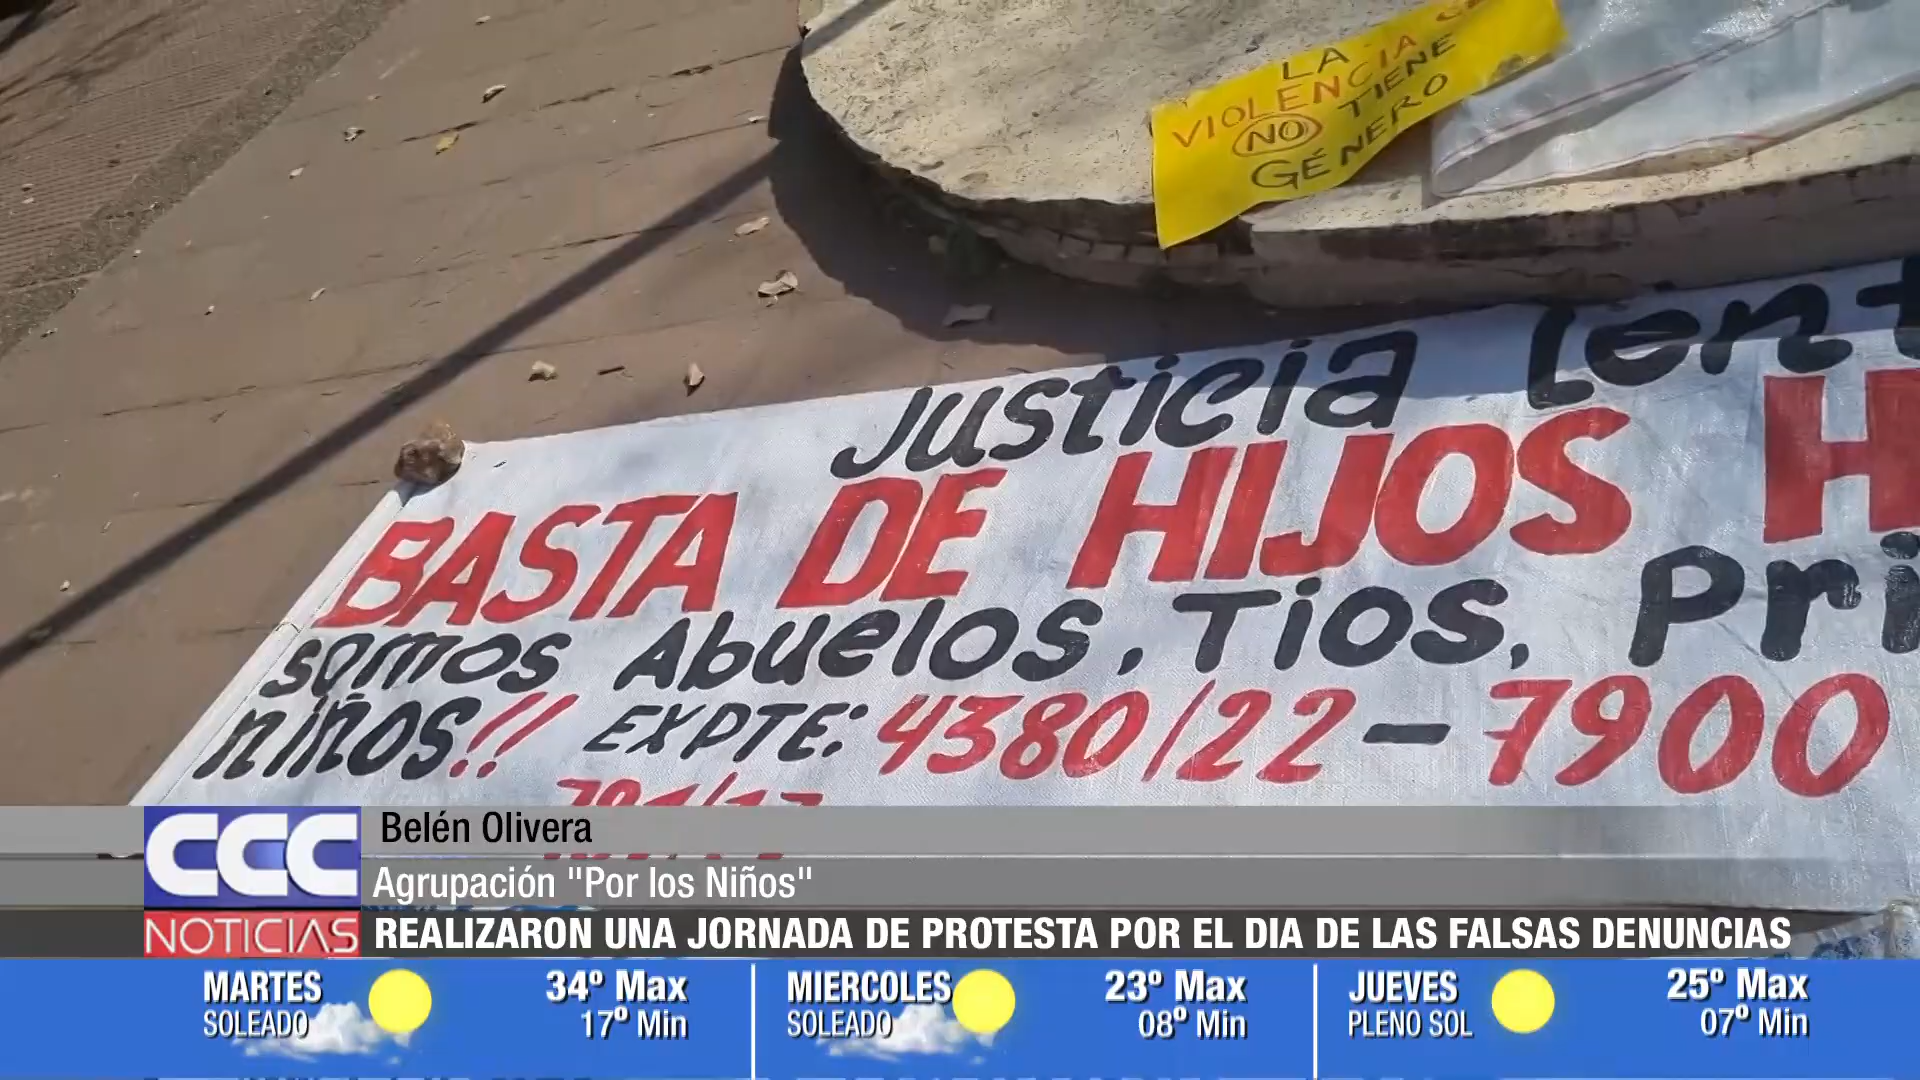 LA
VIOLENCIA
NO TIENE
GÉNERO
Justicia
BASTA DE HIJOS
somos Abuelos, Tios,
niños!! EXPTE: 4380/22-7900
Belén Olivera
Agrupación "Por los Niños"
CCC
NOTICIAS
REALIZARON UNA JORNADA DE PROTESTA POR EL DIA DE LAS FALSAS DENUNCIAS
MARTES 34º Max
SOLEADO 17º Min
MIERCOLES 23º Max
SOLEADO 08º Min
JUEVES 25º Max
PLENO SOL 07º Min